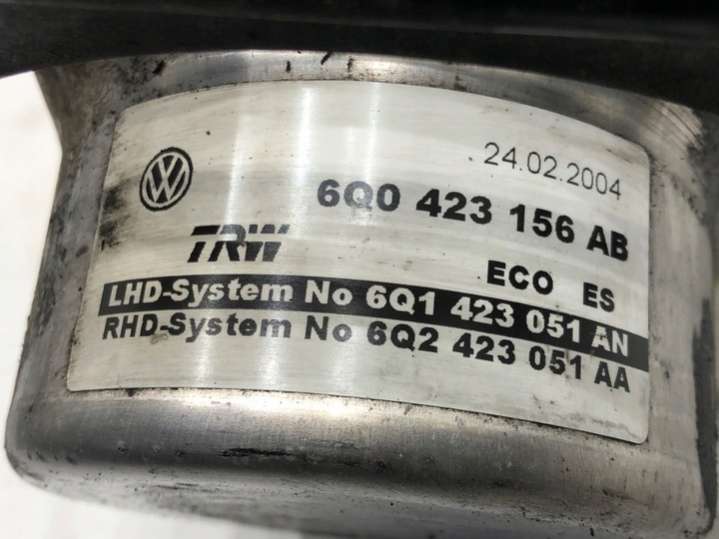 24.02.2004
6Q0 423 156 AB
TRW
ECO ES
LHD-System No 6Q1 423 051 AN
RHD-System No 6Q2 423 051 AA